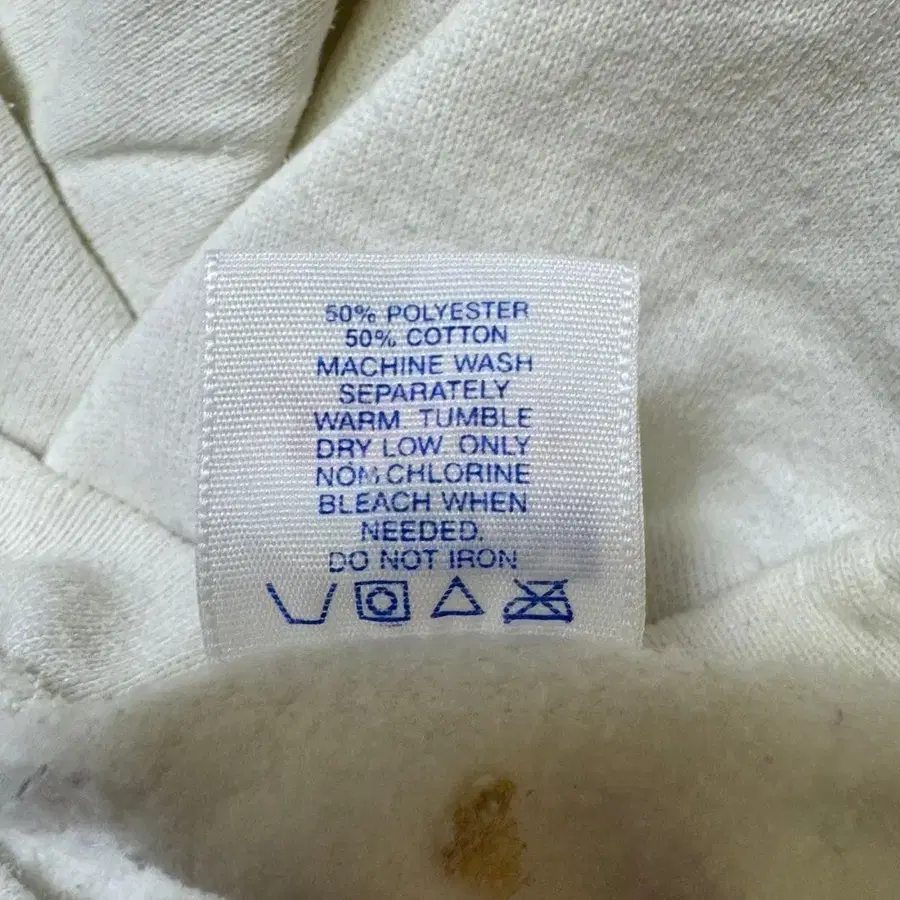 50% POLYESTER
50% COTTON
MACHINE WASH
SEPARATELY
WARM. TUMBLE
DRY LOW ONLY
NON CHLORINE
BLEACH WHEN
NEEDED.
DO NOT IRON